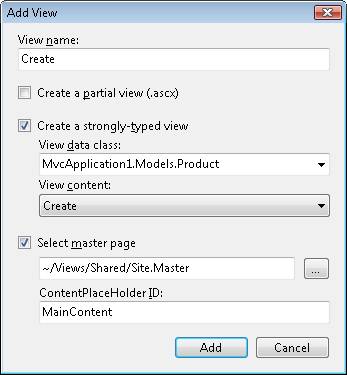 Add View
View name:
Create
Create a partial view (.ascx)
Create a strongly-typed view
View data class:
MvcApplication1.Models.Product
View content:
Create
Select master page
~/Views/Shared/Site.Master
...
ContentPlaceHolder ID:
MainContent
Add Cancel